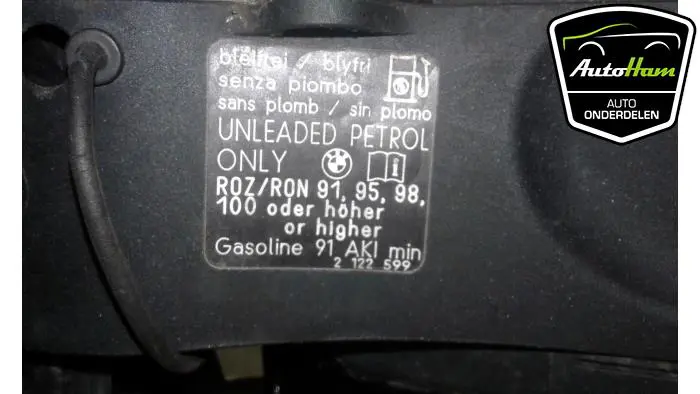 bleifrei / blyfri
senza piombo
sans plomb / sin plomo
UNLEADED PETROL
ONLY
ROZ/RON 91, 95, 98,
100 oder höher
or higher
Gasoline 91 AKI min
2 122 599
AutoHam
AUTO
ONDERDELEN